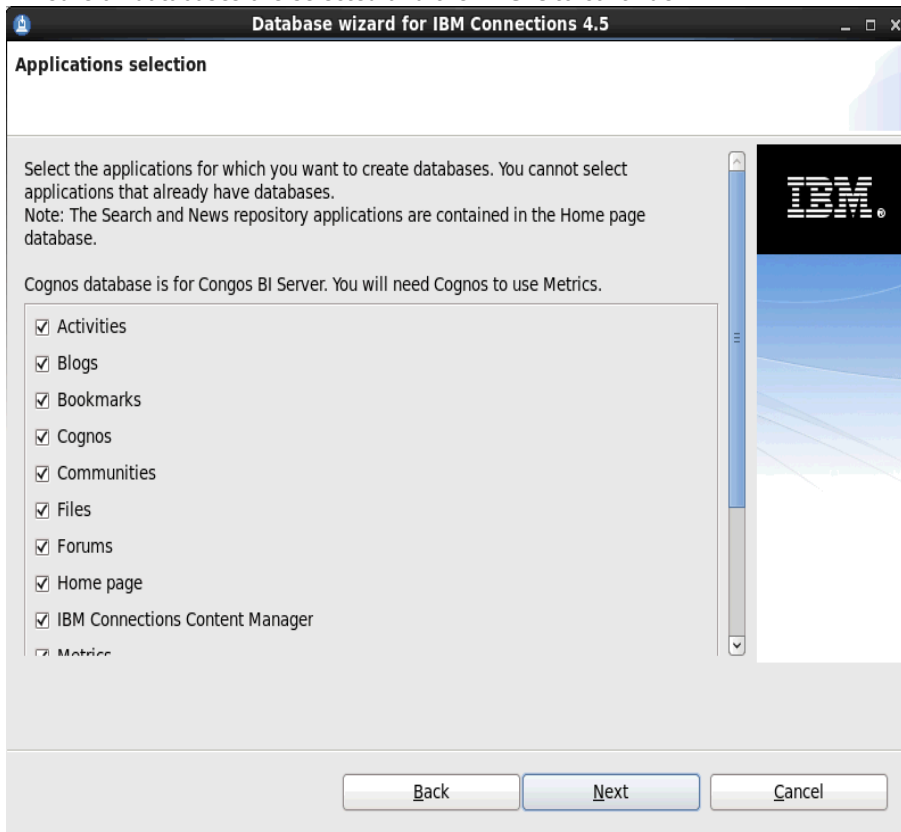 Database wizard for IBM Connections 4.5
Applications selection
Select the applications for which you want to create databases. You cannot select
applications that already have databases.
Note: The Search and News repository applications are contained in the Home page
database.
Cognos database is for Congos BI Server. You will need Cognos to use Metrics.
Activities
Blogs
Bookmarks
Cognos
Communities
Files
Forums
Home page
IBM Connections Content Manager
Metrics
IBM®
Back
Next
Cancel